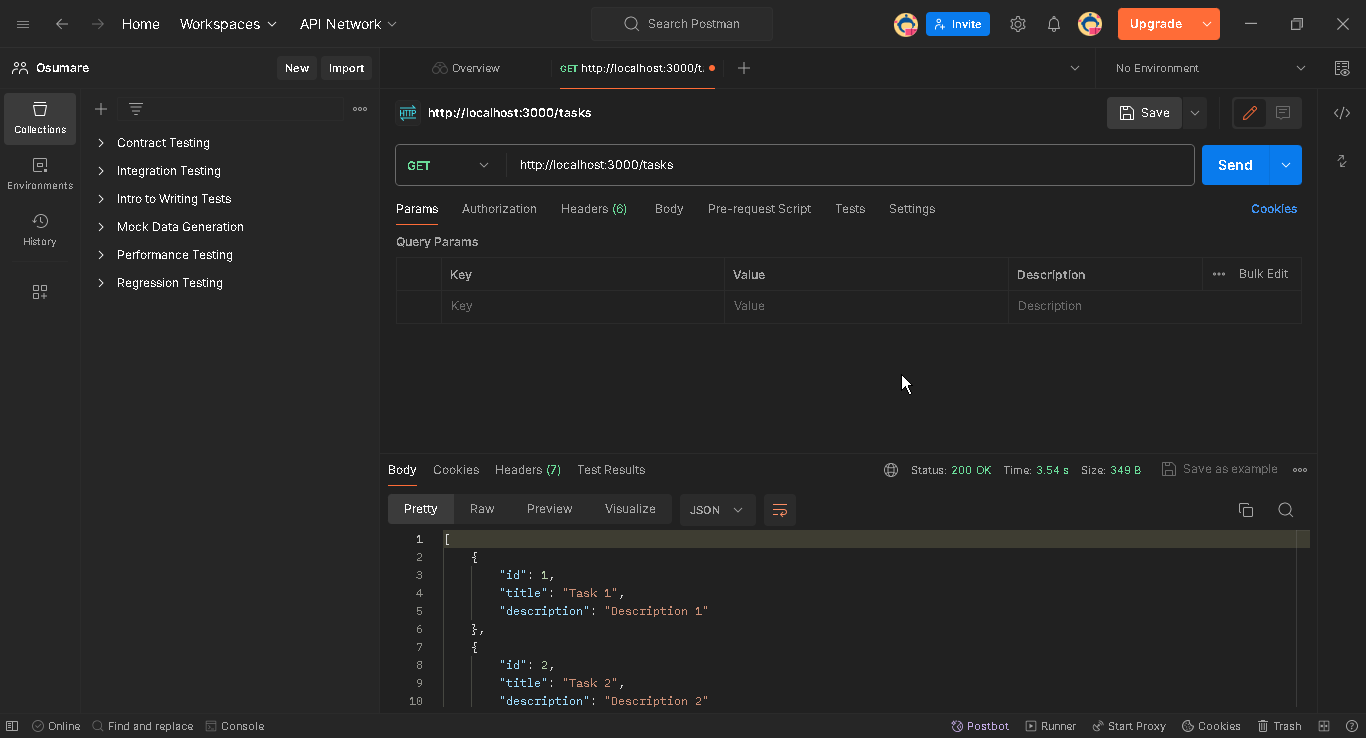 Home Workspaces API Network Search Postman Invite Upgrade
Osumare New Import Overview GET http://localhost:3000/t. No Environment
Collections
Environments
History
Contract Testing
Integration Testing
Intro to Writing Tests
Mock Data Generation
Performance Testing
Regression Testing
HTTP http://localhost:3000/tasks Save
GET http://localhost:3000/tasks Send
Params Authorization Headers (6) Body Pre-request Script Tests Settings Cookies
Query Params
Key Value Description Bulk Edit
Key Value Description
Body Cookies Headers (7) Test Results Status: 200 OK Time: 3.54 s Size: 349 B Save as example
Pretty Raw Preview Visualize JSON
1 [
2 {
3 "id": 1,
4 "title": "Task 1",
5 "description": "Description 1"
6 },
7 {
8 "id": 2,
9 "title": "Task 2",
10 "description": "Description 2"
Online Find and replace Console Postbot Runner Start Proxy Cookies Trash